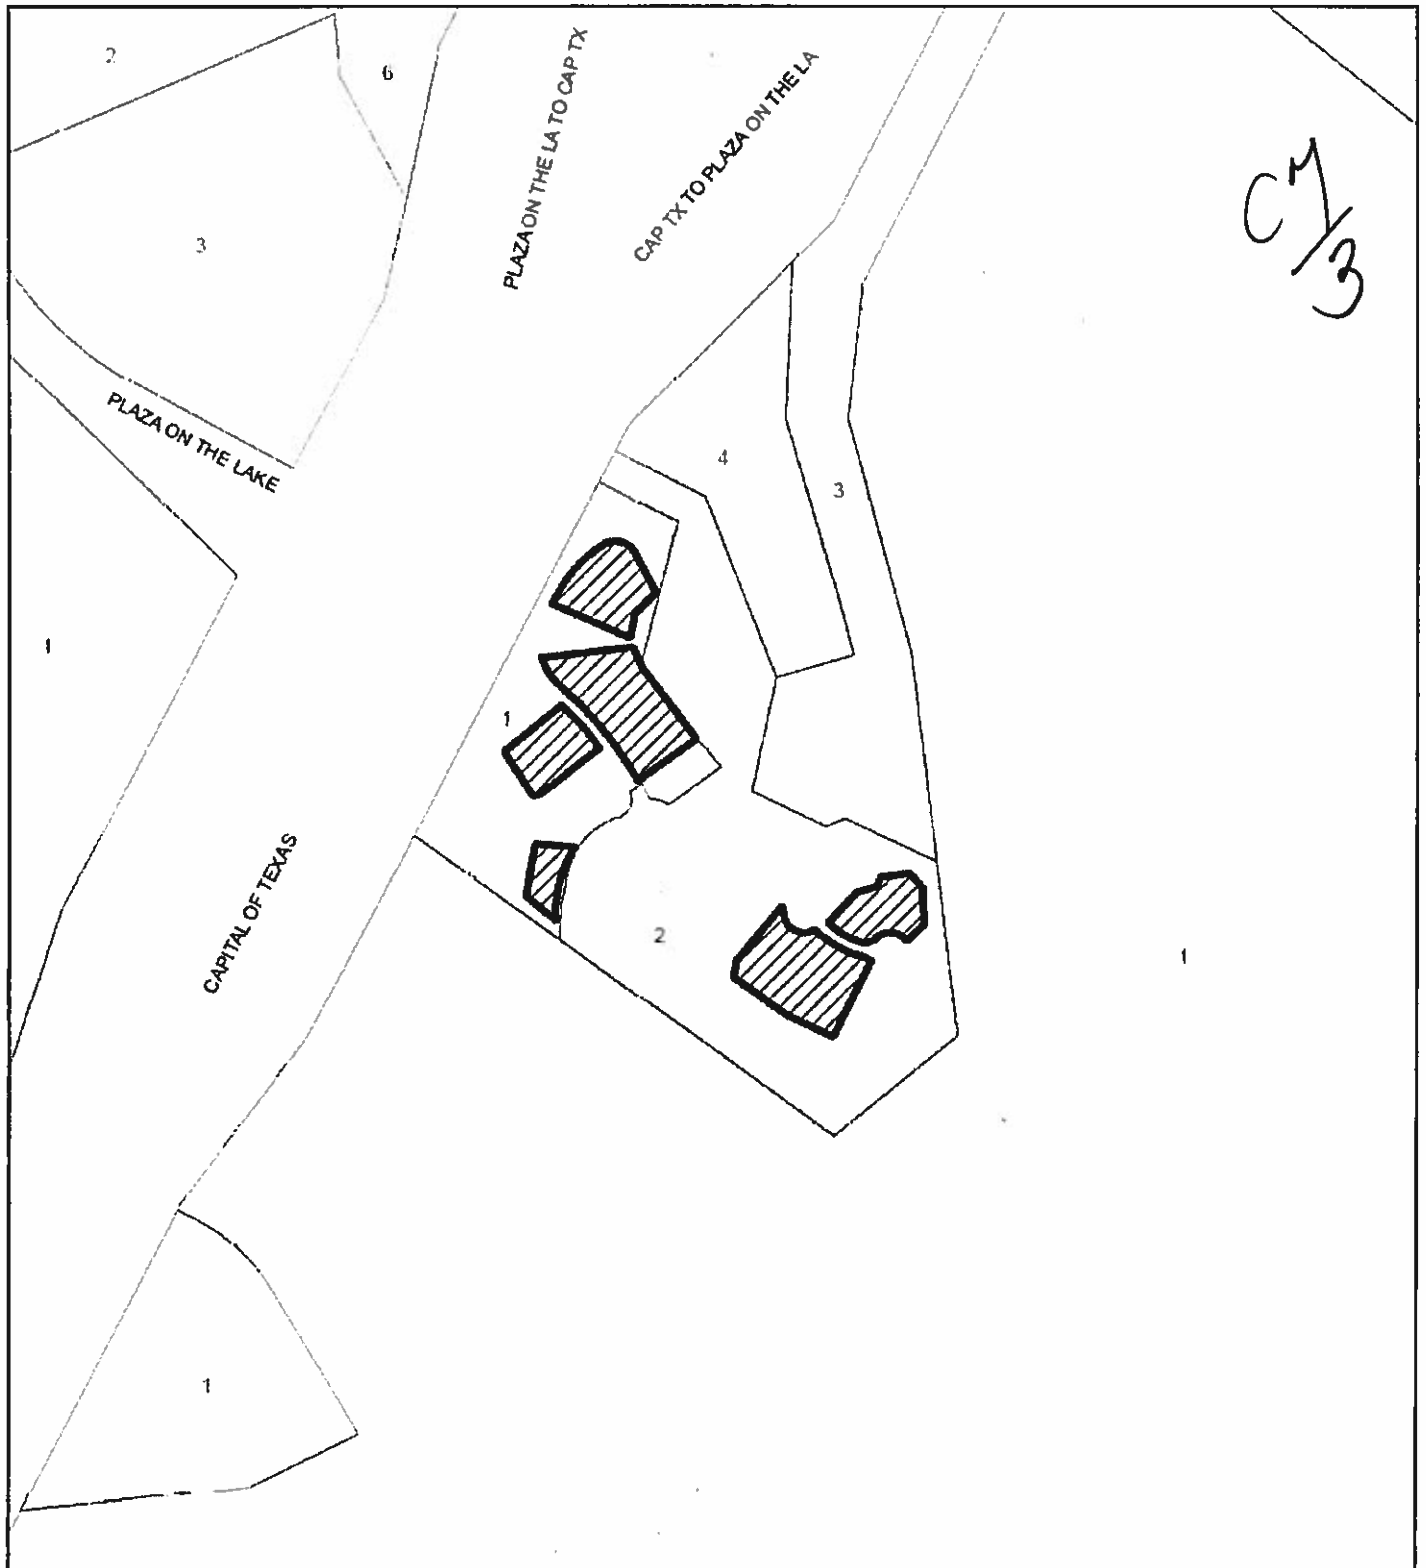 2
6
PLAZA ON THE LA TO CAP TX
CAP TX TO PLAZA ON THE LA
C7/3
3
PLAZA ON THE LAKE
4
3
1
1
CAPITAL OF TEXAS
2
1
1